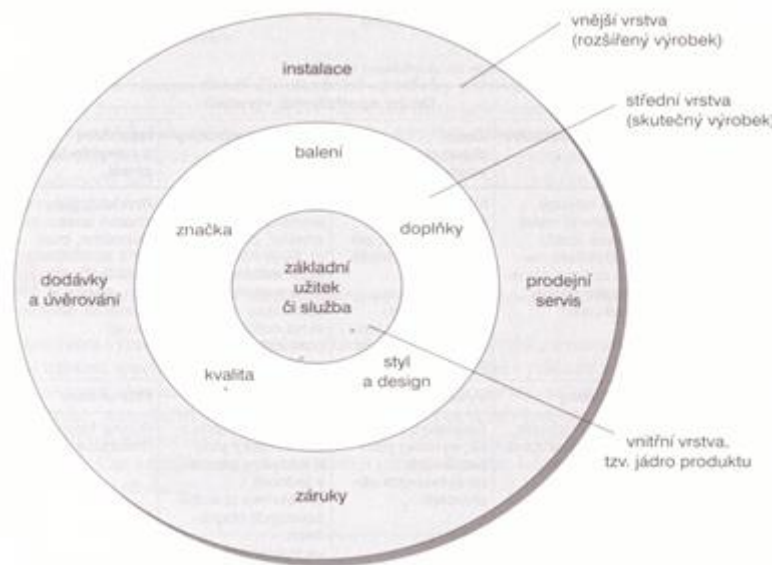 vnější vrstva
(rozšířený výrobek)
instalace
střední vrstva
(skutečný výrobek)
balení
značka
doplňky
základní
užitek
či služba
dodávky
a úvěrování
prodejní
servis
kvalita
styl
a design
vnitřní vrstva,
tzv. jádro produktu
záruky